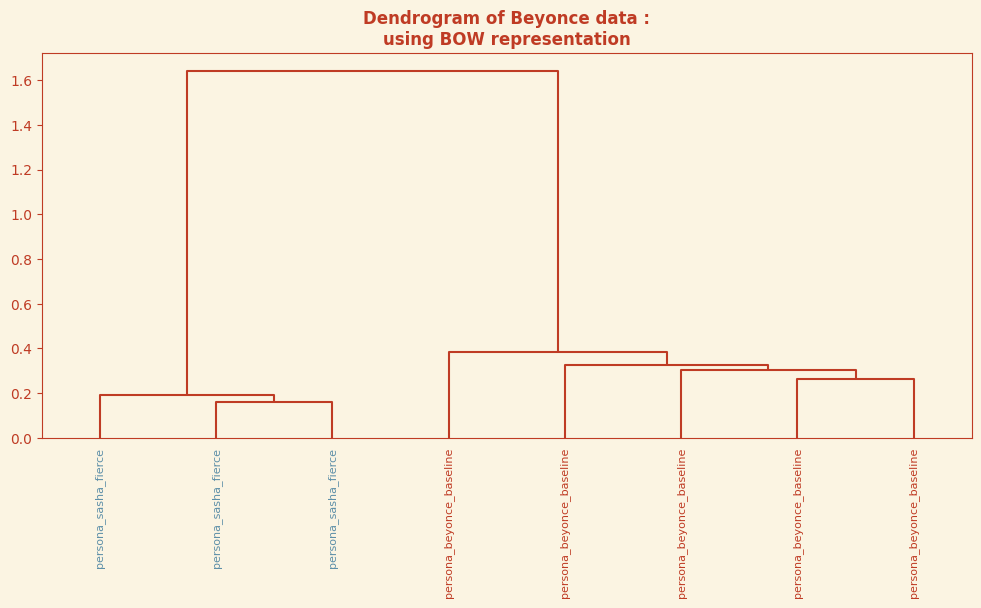 Dendrogram of Beyonce data :
using BOW representation
1.6
1.4
1.2
1.0
0.8
0.6
0.4
0.2
0.0
persona_sasha_fierce
persona_sasha_fierce
persona_sasha_fierce
persona_beyonce_baseline
persona_beyonce_baseline
persona_beyonce_baseline
persona_beyonce_baseline
persona_beyonce_baseline